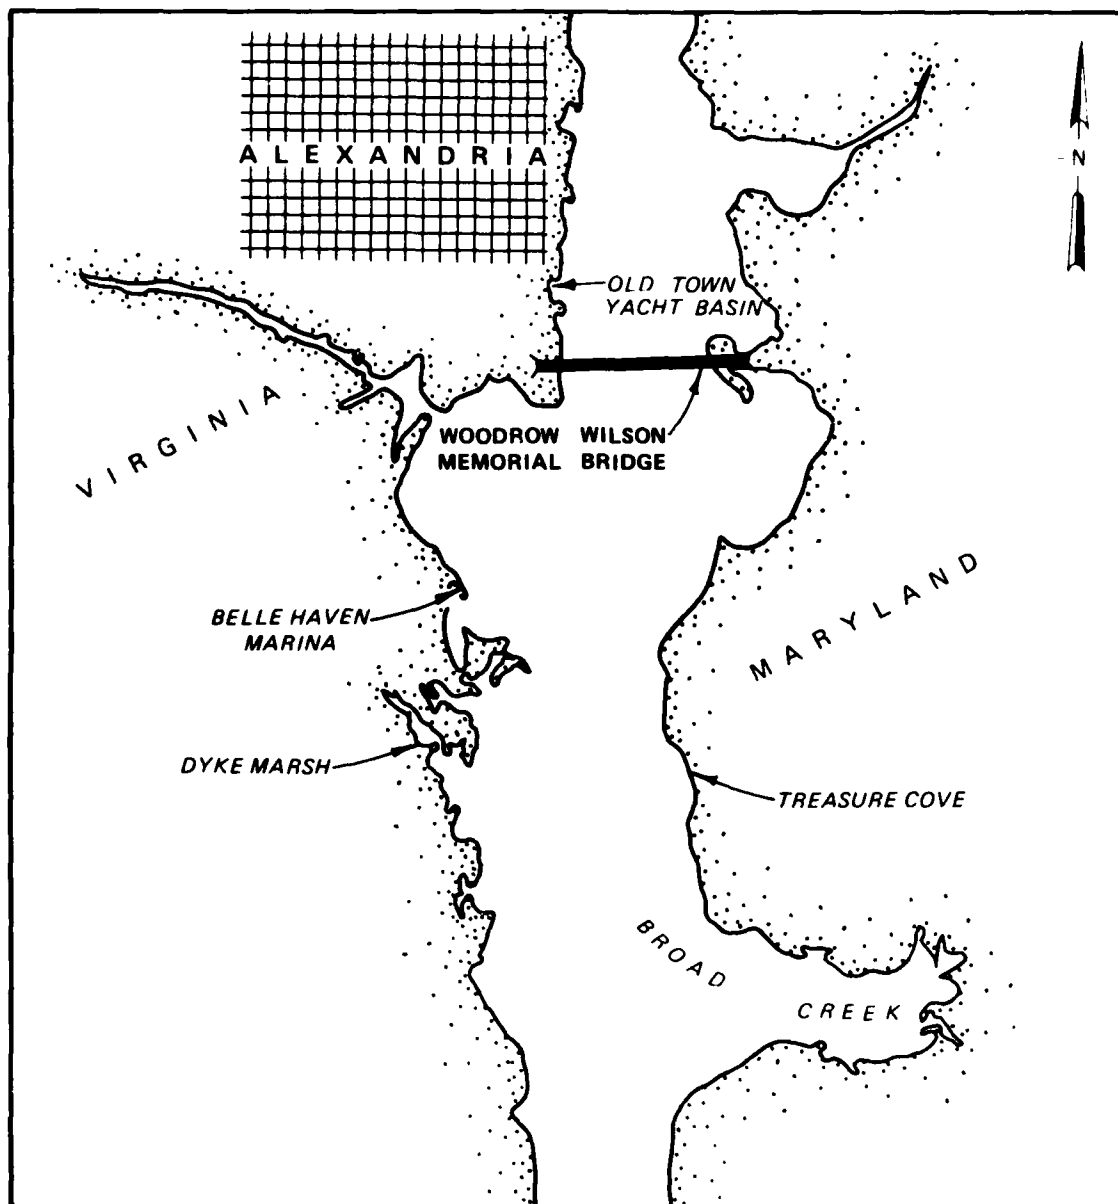 ALEXANDRIA
N
OLD TOWN
YACHT BASIN
VIRGINIA
WOODROW WILSON
MEMORIAL BRIDGE
MARYLAND
BELLE HAVEN
MARINA
DYKE MARSH
TREASURE COVE
BROAD
CREEK